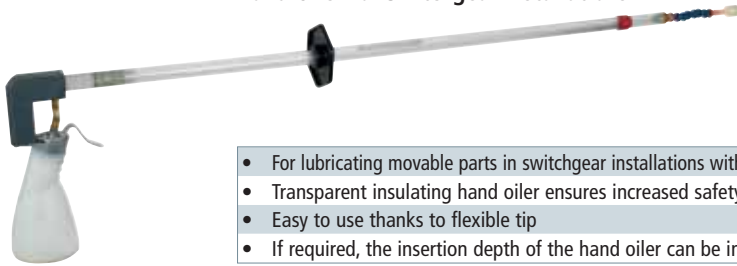 • For lubricating movable parts in switchgear installations with
• Transparent insulating hand oiler ensures increased safety
• Easy to use thanks to flexible tip
• If required, the insertion depth of the hand oiler can be